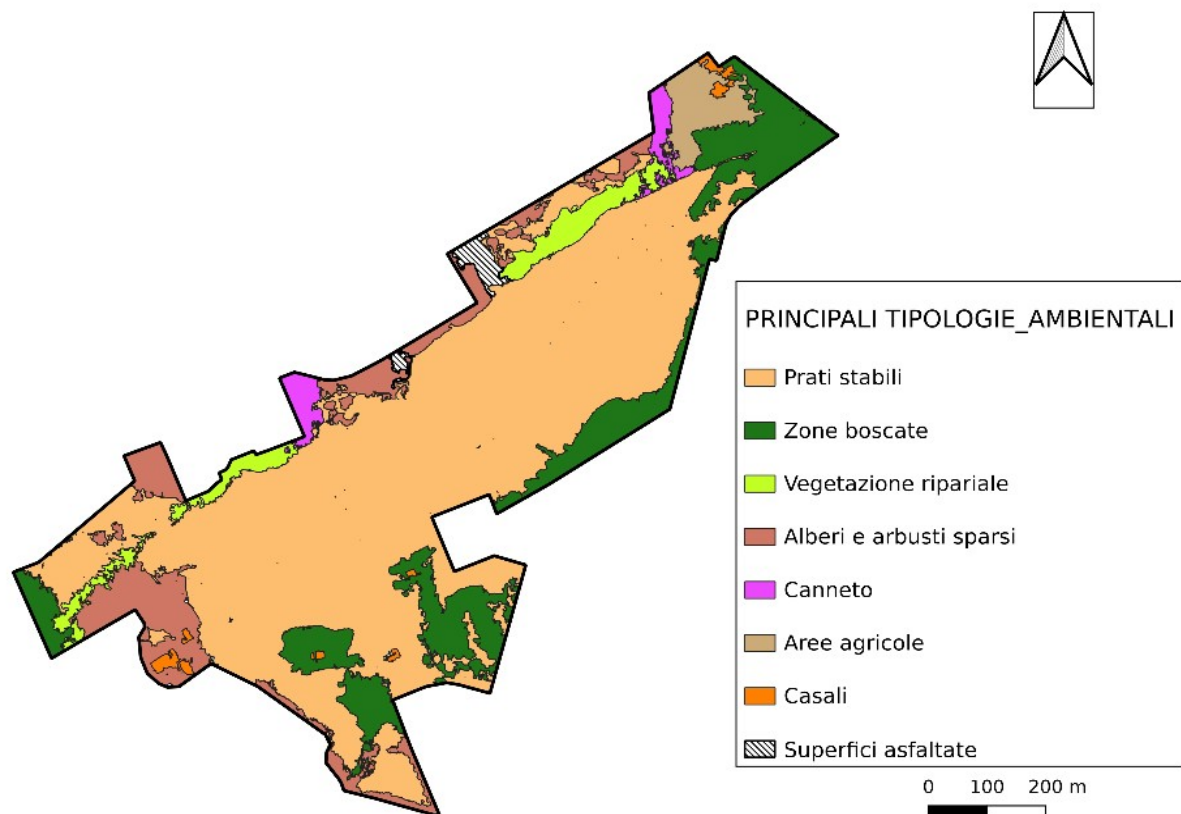 PRINCIPALI TIPOLOGIE_AMBIENTALI
Prati stabili
Zone boscate
Vegetazione ripariale
Alberi e arbusti sparsi
Canneto
Aree agricole
Casali
Superfici asfaltate
0 100 200 m